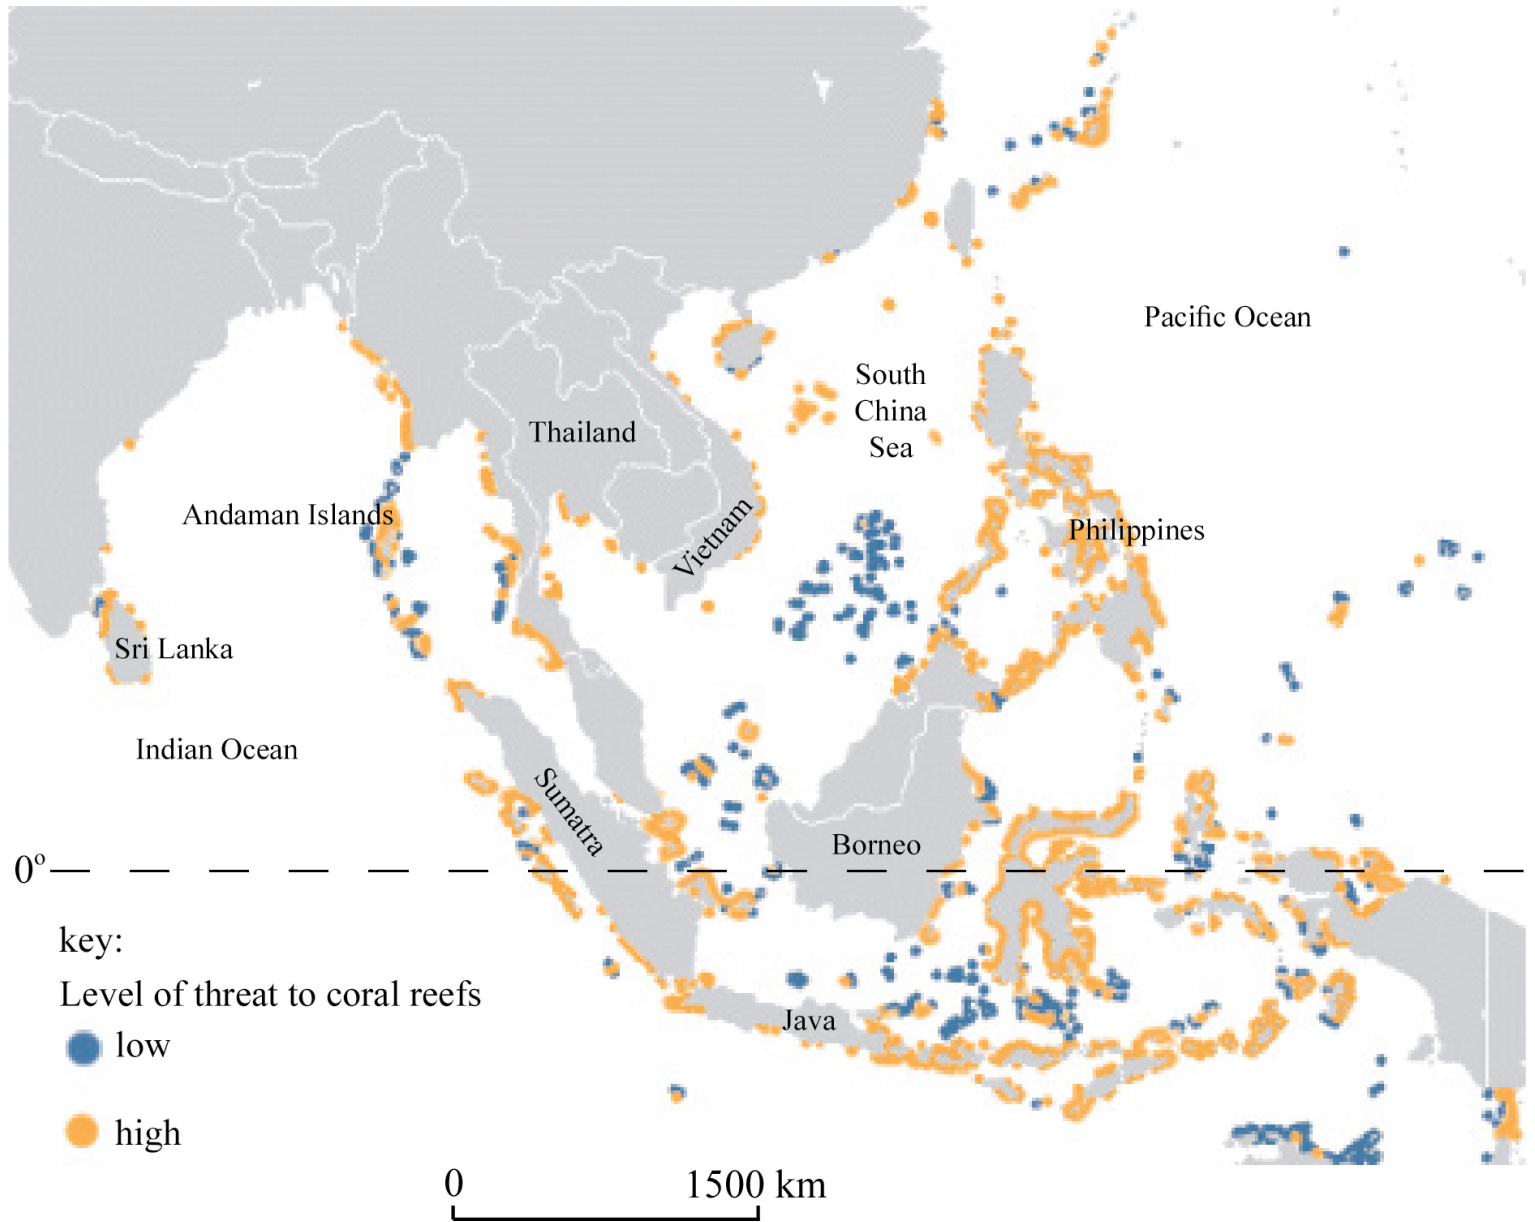 Pacific Ocean
South
China
Sea
Thailand
Andaman Islands
Vietnam
Philippines
Sri Lanka
Indian Ocean
Sumatra
Borneo
0°
key:
Level of threat to coral reefs
Java
low
high
0
1500 km